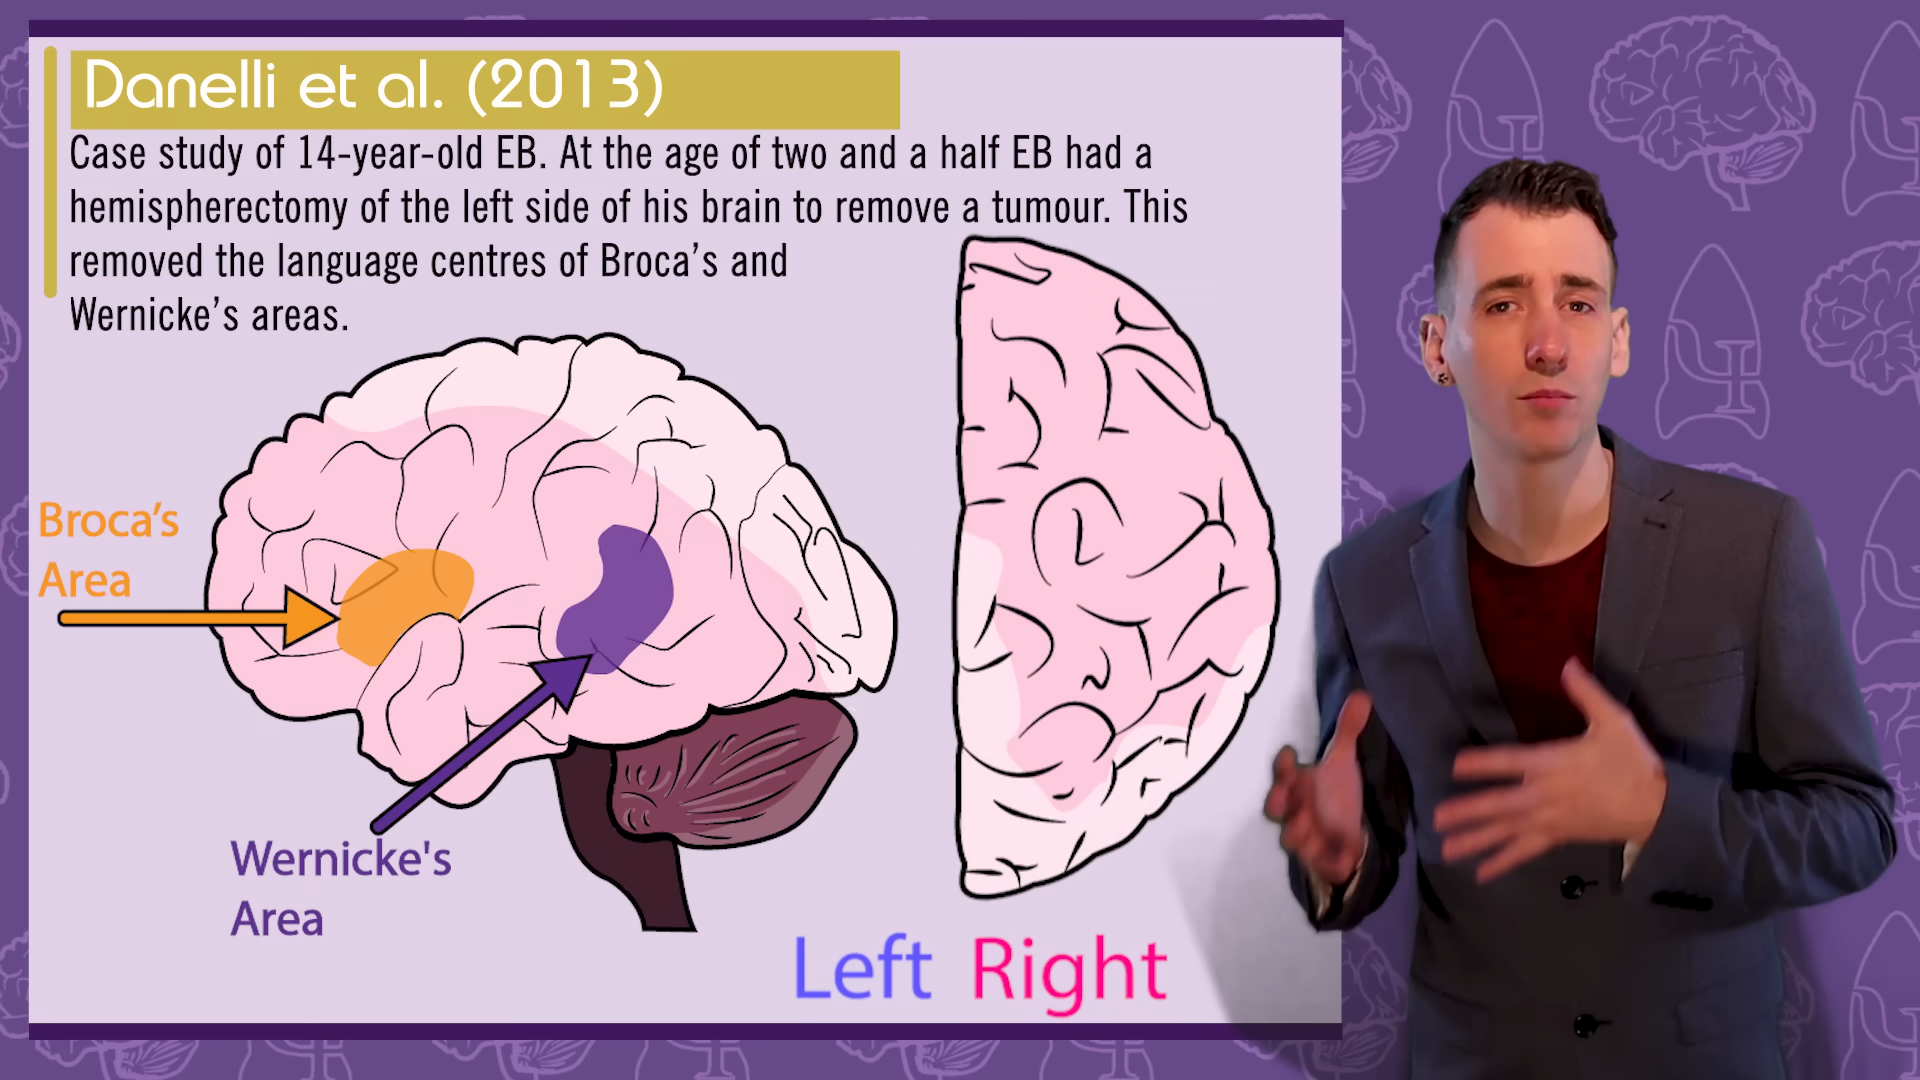 Danelli et al. (2013)
Case study of 14-year-old EB. At the age of two and a half EB had a
hemispherectomy of the left side of his brain to remove a tumour. This
removed the language centres of Broca's and
Wernicke's areas.
Broca's
Area
Wernicke's
Area
Left Right